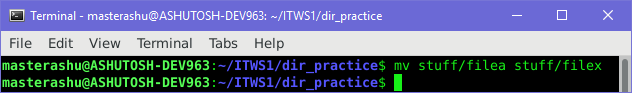 Terminal - masterashu@ASHUTOSH-DEV963: ~/ITWS1/dir_practice
File Edit View Terminal Tabs Help
masterashu@ASHUTOSH-DEV963:~/ITWS1/dir_practice$ mv stuff/filea stuff/filex
masterashu@ASHUTOSH-DEV963:~/ITWS1/dir_practice$